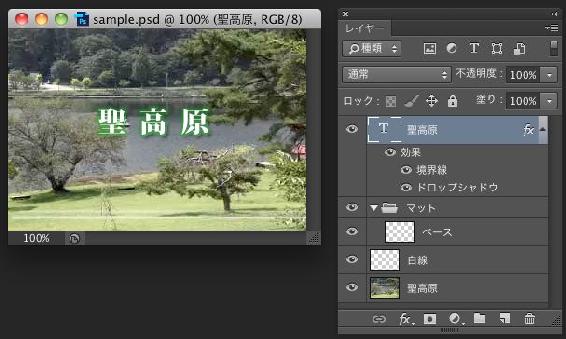 sample.psd @ 100% (聖高原, RGB/8)
聖高原
100%
レイヤー
種類
T
通常
不透明度: 100%
ロック:
塗り: 100%
T 聖高原 fx
効果
境界線
ドロップシャドウ
マット
ベース
白線
聖高原
fx